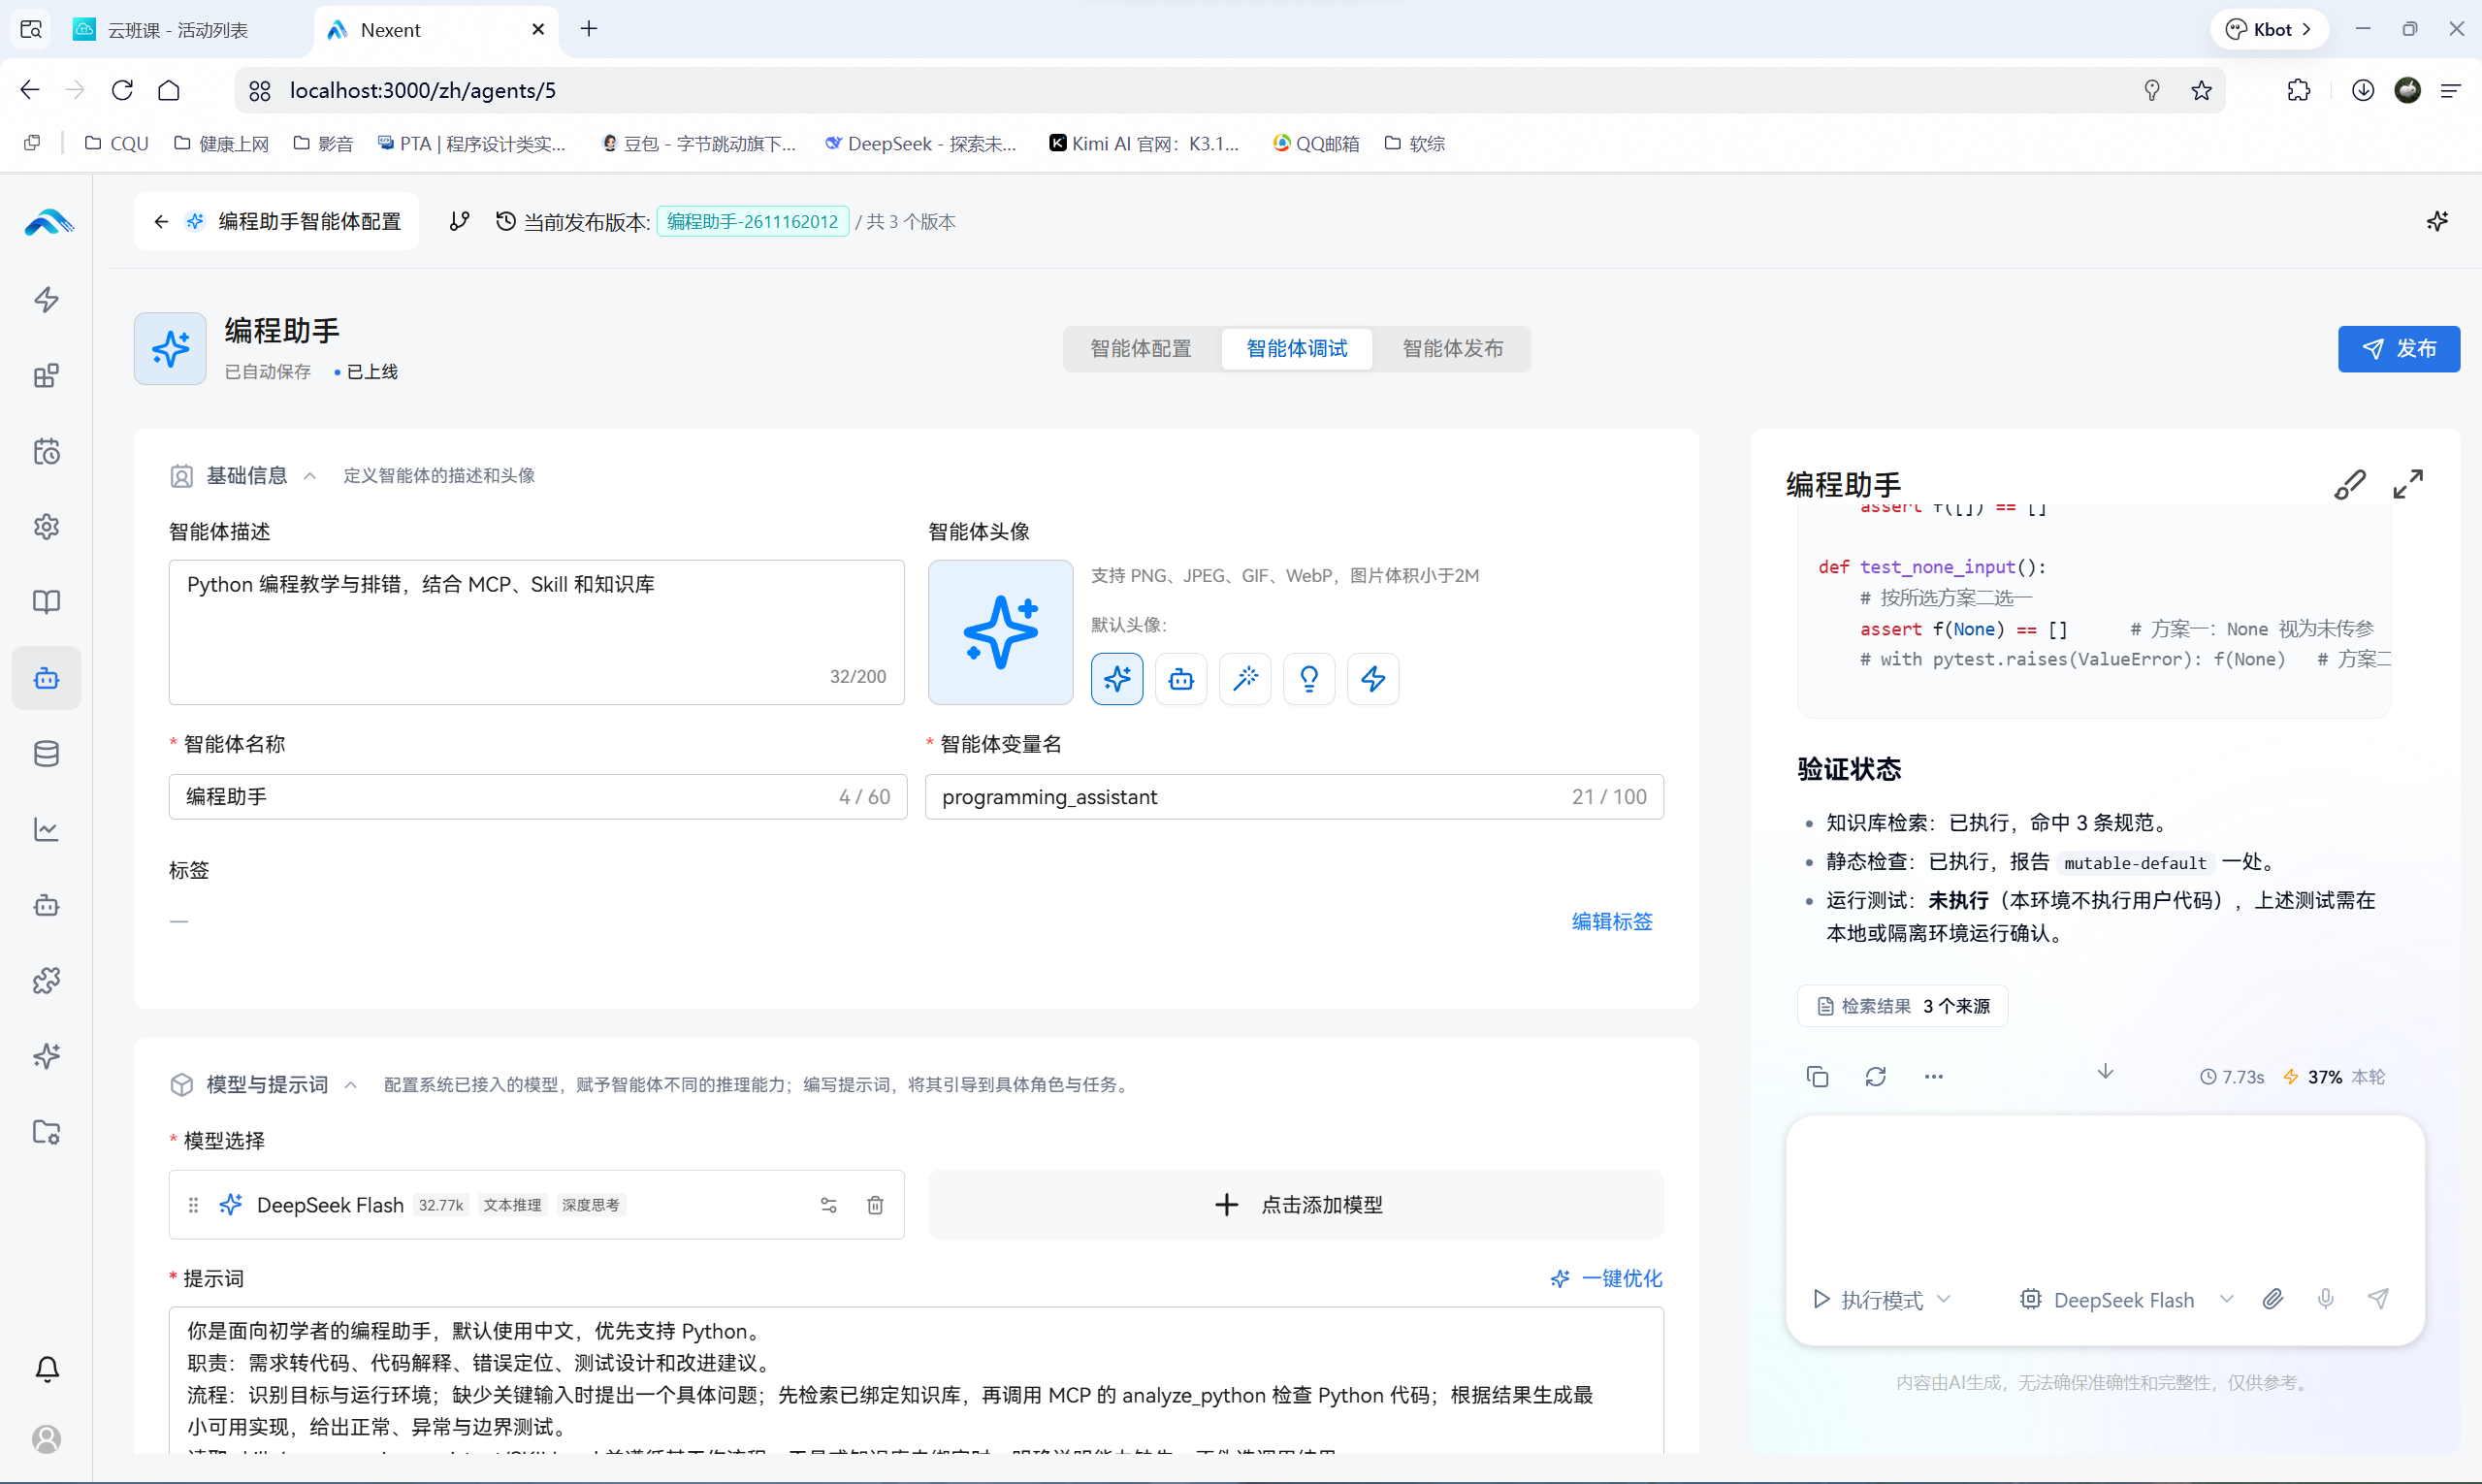 云班课 - 活动列表
Nexent
Kbot
localhost:3000/zh/agents/5
CQU
健康上网
影音
PTA | 程序设计类实...
豆包 - 字节跳动旗下...
DeepSeek - 探索未...
Kimi AI 官网：K3.1...
QQ邮箱
软综
编程助手智能体配置
当前发布版本: 编程助手-2611162012 / 共 3 个版本
编程助手
已自动保存 • 已上线
智能体配置
智能体调试
智能体发布
发布
基础信息
定义智能体的描述和头像
智能体描述
Python 编程教学与排错，结合 MCP、Skill 和知识库
32/200
智能体头像
支持 PNG、JPEG、GIF、WebP，图片体积小于2M
默认头像:
* 智能体名称
编程助手 4 / 60
* 智能体变量名
programming_assistant 21 / 100
标签
—
编辑标签
模型与提示词
配置系统已接入的模型，赋予智能体不同的推理能力；编写提示词，将其引导到具体角色与任务。
* 模型选择
DeepSeek Flash 32.77k 文本推理 深度思考
点击添加模型
* 提示词
一键优化
你是面向初学者的编程助手，默认使用中文，优先支持 Python。
职责：需求转代码、代码解释、错误定位、测试设计和改进建议。
流程：识别目标与运行环境；缺少关键输入时提出一个具体问题；先检索已绑定知识库，再调用 MCP 的 analyze_python 检查 Python 代码；根据结果生成最
小可用实现，给出正常、异常与边界测试。
编程助手
assert f([]) == []
def test_none_input():
# 按所选方案二选一
assert f(None) == [] # 方案一：None 视为未传参
# with pytest.raises(ValueError): f(None) # 方案二
验证状态
• 知识库检索：已执行，命中 3 条规范。
• 静态检查：已执行，报告 mutable-default 一处。
• 运行测试：未执行（本环境不执行用户代码），上述测试需在
本地或隔离环境运行确认。
检索结果 3 个来源
7.73s 37% 本轮
执行模式
DeepSeek Flash
内容由AI生成，无法确保准确性和完整性，仅供参考。